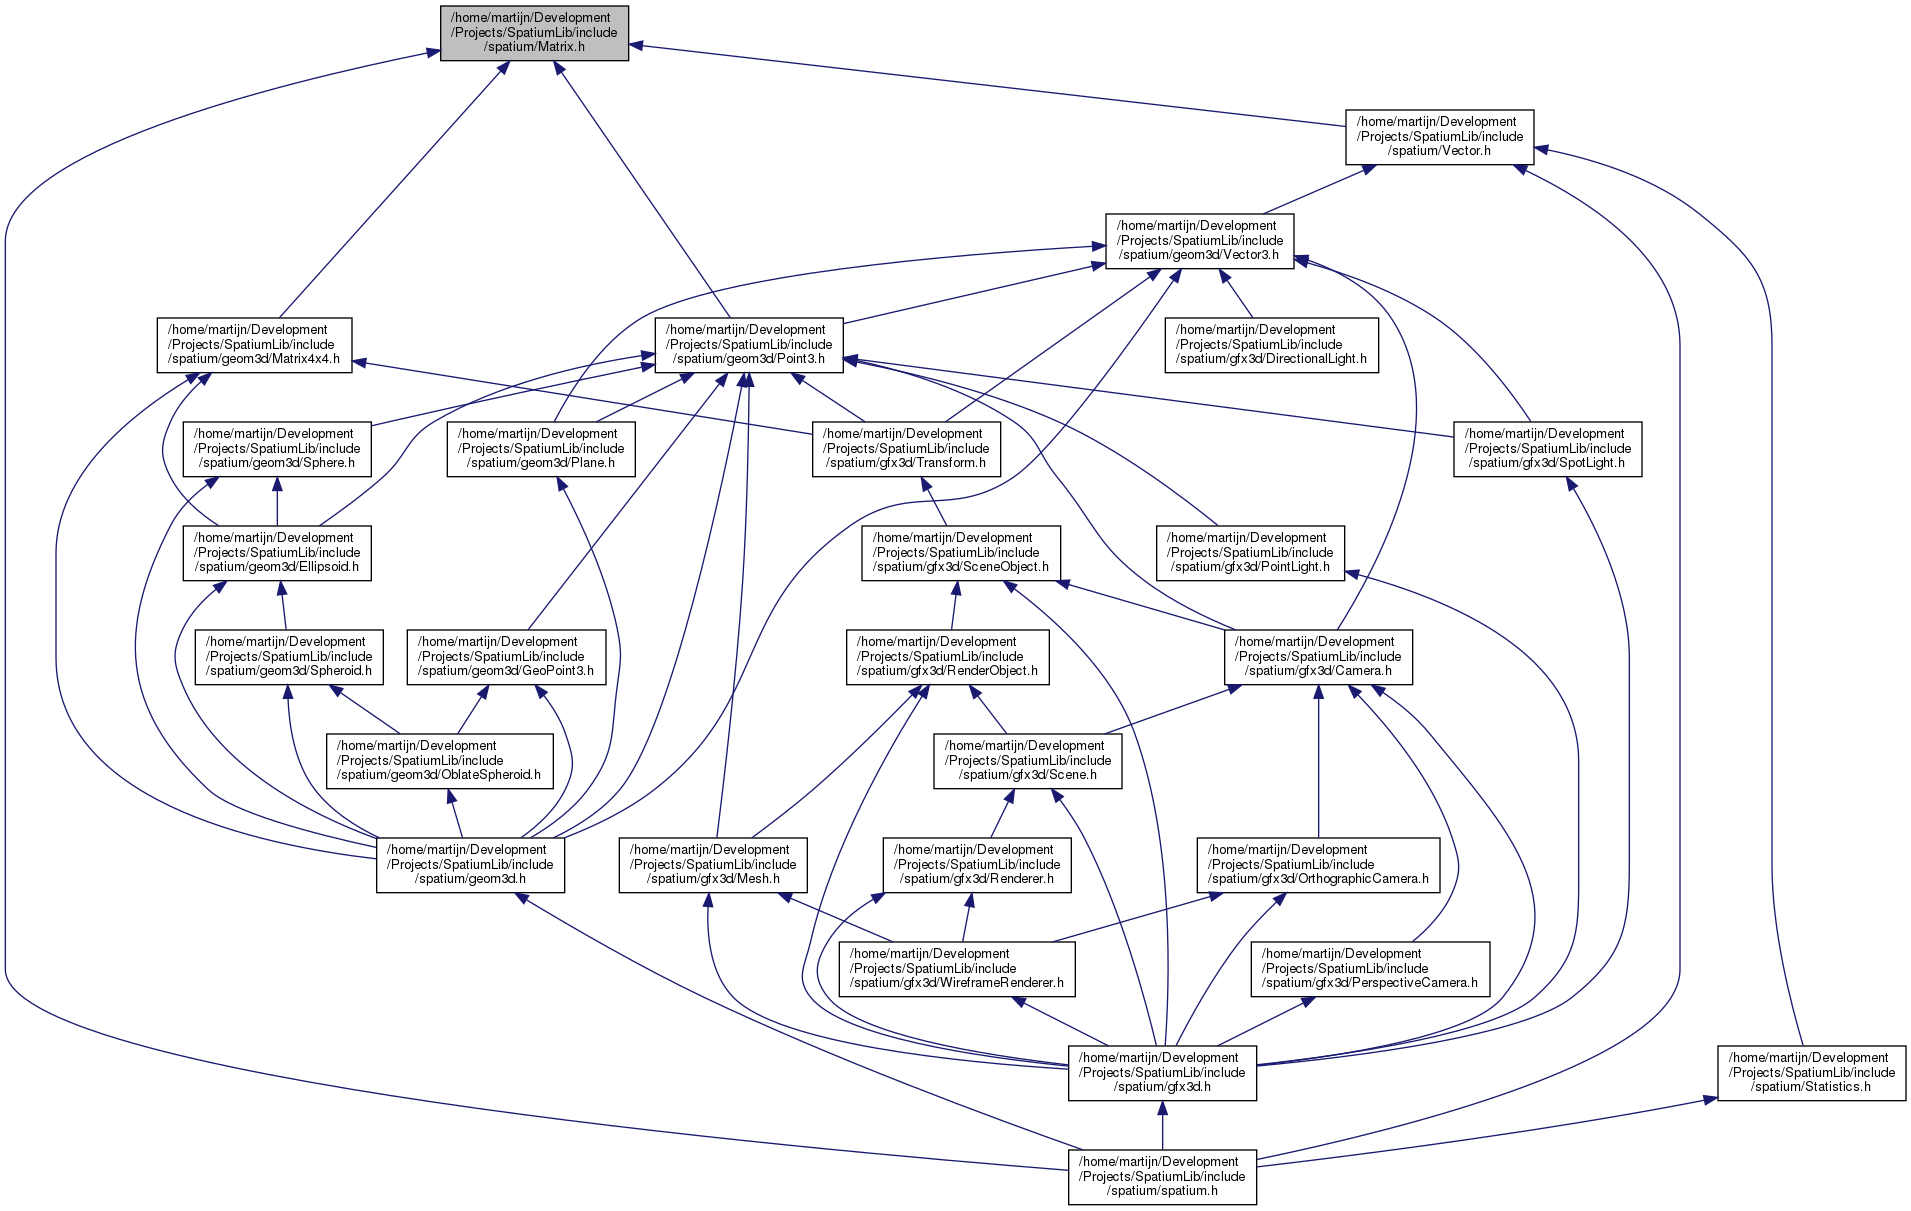 /home/martijn/Development
/Projects/SpatiumLib/include
/spatium/Matrix.h
/home/martijn/Development
/Projects/SpatiumLib/include
/spatium/Vector.h
/home/martijn/Development
/Projects/SpatiumLib/include
/spatium/geom3d/Vector3.h
/home/martijn/Development
/Projects/SpatiumLib/include
/spatium/geom3d/Matrix4x4.h
/home/martijn/Development
/Projects/SpatiumLib/include
/spatium/geom3d/Point3.h
/home/martijn/Development
/Projects/SpatiumLib/include
/spatium/gfx3d/DirectionalLight.h
/home/martijn/Development
/Projects/SpatiumLib/include
/spatium/geom3d/Sphere.h
/home/martijn/Development
/Projects/SpatiumLib/include
/spatium/geom3d/Plane.h
/home/martijn/Development
/Projects/SpatiumLib/include
/spatium/gfx3d/Transform.h
/home/martijn/Development
/Projects/SpatiumLib/include
/spatium/gfx3d/SpotLight.h
/home/martijn/Development
/Projects/SpatiumLib/include
/spatium/geom3d/Ellipsoid.h
/home/martijn/Development
/Projects/SpatiumLib/include
/spatium/gfx3d/SceneObject.h
/home/martijn/Development
/Projects/SpatiumLib/include
/spatium/gfx3d/PointLight.h
/home/martijn/Development
/Projects/SpatiumLib/include
/spatium/geom3d/Spheroid.h
/home/martijn/Development
/Projects/SpatiumLib/include
/spatium/geom3d/GeoPoint3.h
/home/martijn/Development
/Projects/SpatiumLib/include
/spatium/gfx3d/RenderObject.h
/home/martijn/Development
/Projects/SpatiumLib/include
/spatium/gfx3d/Camera.h
/home/martijn/Development
/Projects/SpatiumLib/include
/spatium/geom3d/OblateSpheroid.h
/home/martijn/Development
/Projects/SpatiumLib/include
/spatium/gfx3d/Scene.h
/home/martijn/Development
/Projects/SpatiumLib/include
/spatium/geom3d.h
/home/martijn/Development
/Projects/SpatiumLib/include
/spatium/gfx3d/Mesh.h
/home/martijn/Development
/Projects/SpatiumLib/include
/spatium/gfx3d/Renderer.h
/home/martijn/Development
/Projects/SpatiumLib/include
/spatium/gfx3d/OrthographicCamera.h
/home/martijn/Development
/Projects/SpatiumLib/include
/spatium/gfx3d/WireframeRenderer.h
/home/martijn/Development
/Projects/SpatiumLib/include
/spatium/gfx3d/PerspectiveCamera.h
/home/martijn/Development
/Projects/SpatiumLib/include
/spatium/gfx3d.h
/home/martijn/Development
/Projects/SpatiumLib/include
/spatium/Statistics.h
/home/martijn/Development
/Projects/SpatiumLib/include
/spatium/spatium.h